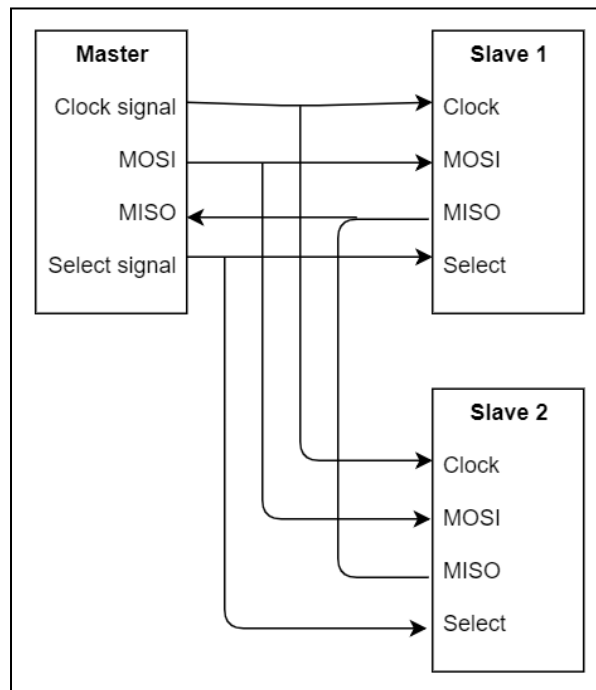 Master
Clock signal
MOSI
MISO
Select signal
Slave 1
Clock
MOSI
MISO
Select
Slave 2
Clock
MOSI
MISO
Select